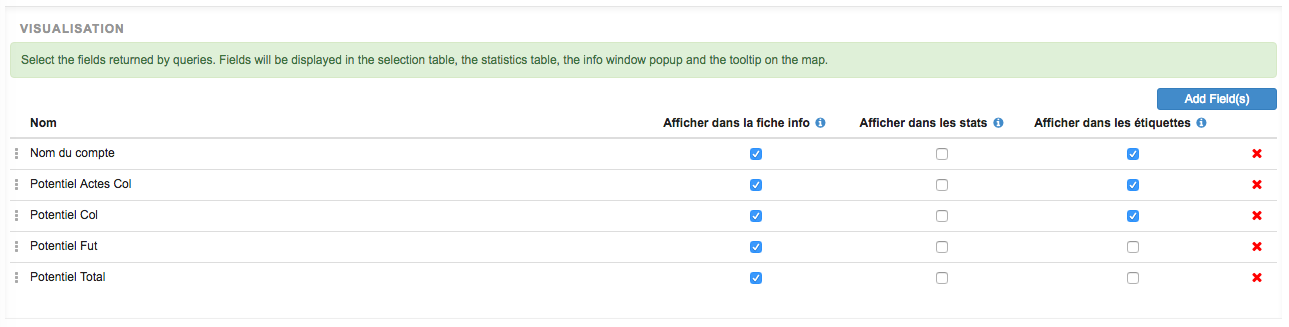 VISUALISATION
Select the fields returned by queries. Fields will be displayed in the selection table, the statistics table, the info window popup and the tooltip on the map.
Add Field(s)
Nom Afficher dans la fiche info Afficher dans les stats Afficher dans les étiquettes
Nom du compte
Potentiel Actes Col
Potentiel Col
Potentiel Fut
Potentiel Total